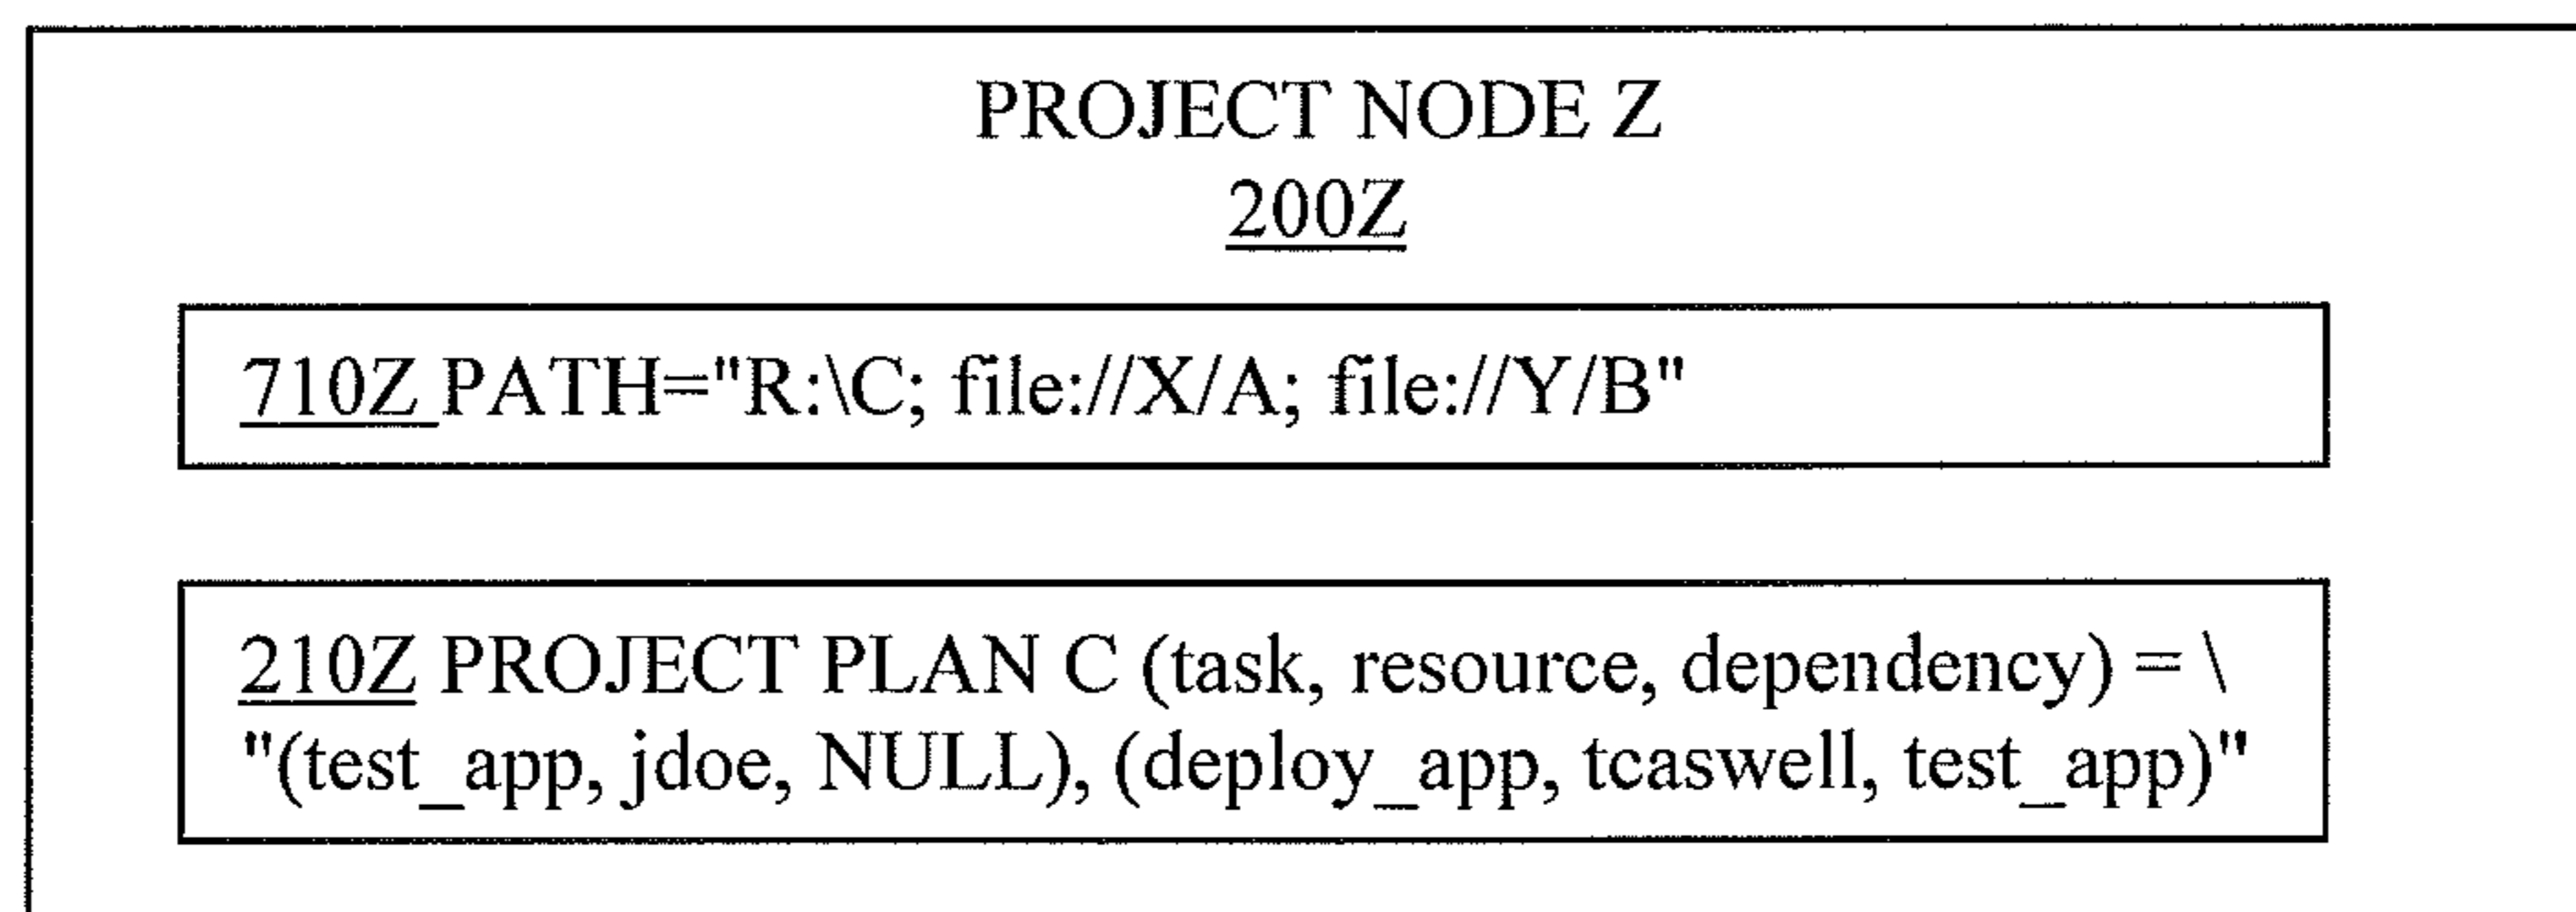 PROJECT NODE Z
200Z
710Z PATH="R:\C; file://X/A; file://Y/B"
210Z PROJECT PLAN C (task, resource, dependency) = \
"(test_app, jdoe, NULL), (deploy_app, tcaswell, test_app)"